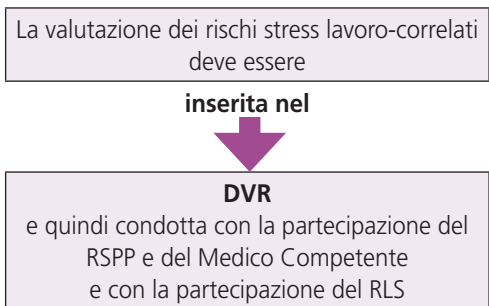 La valutazione dei rischi stress lavoro-correlati
deve essere
inserita nel
DVR
e quindi condotta con la partecipazione del
RSPP e del Medico Competente
e con la partecipazione del RLS